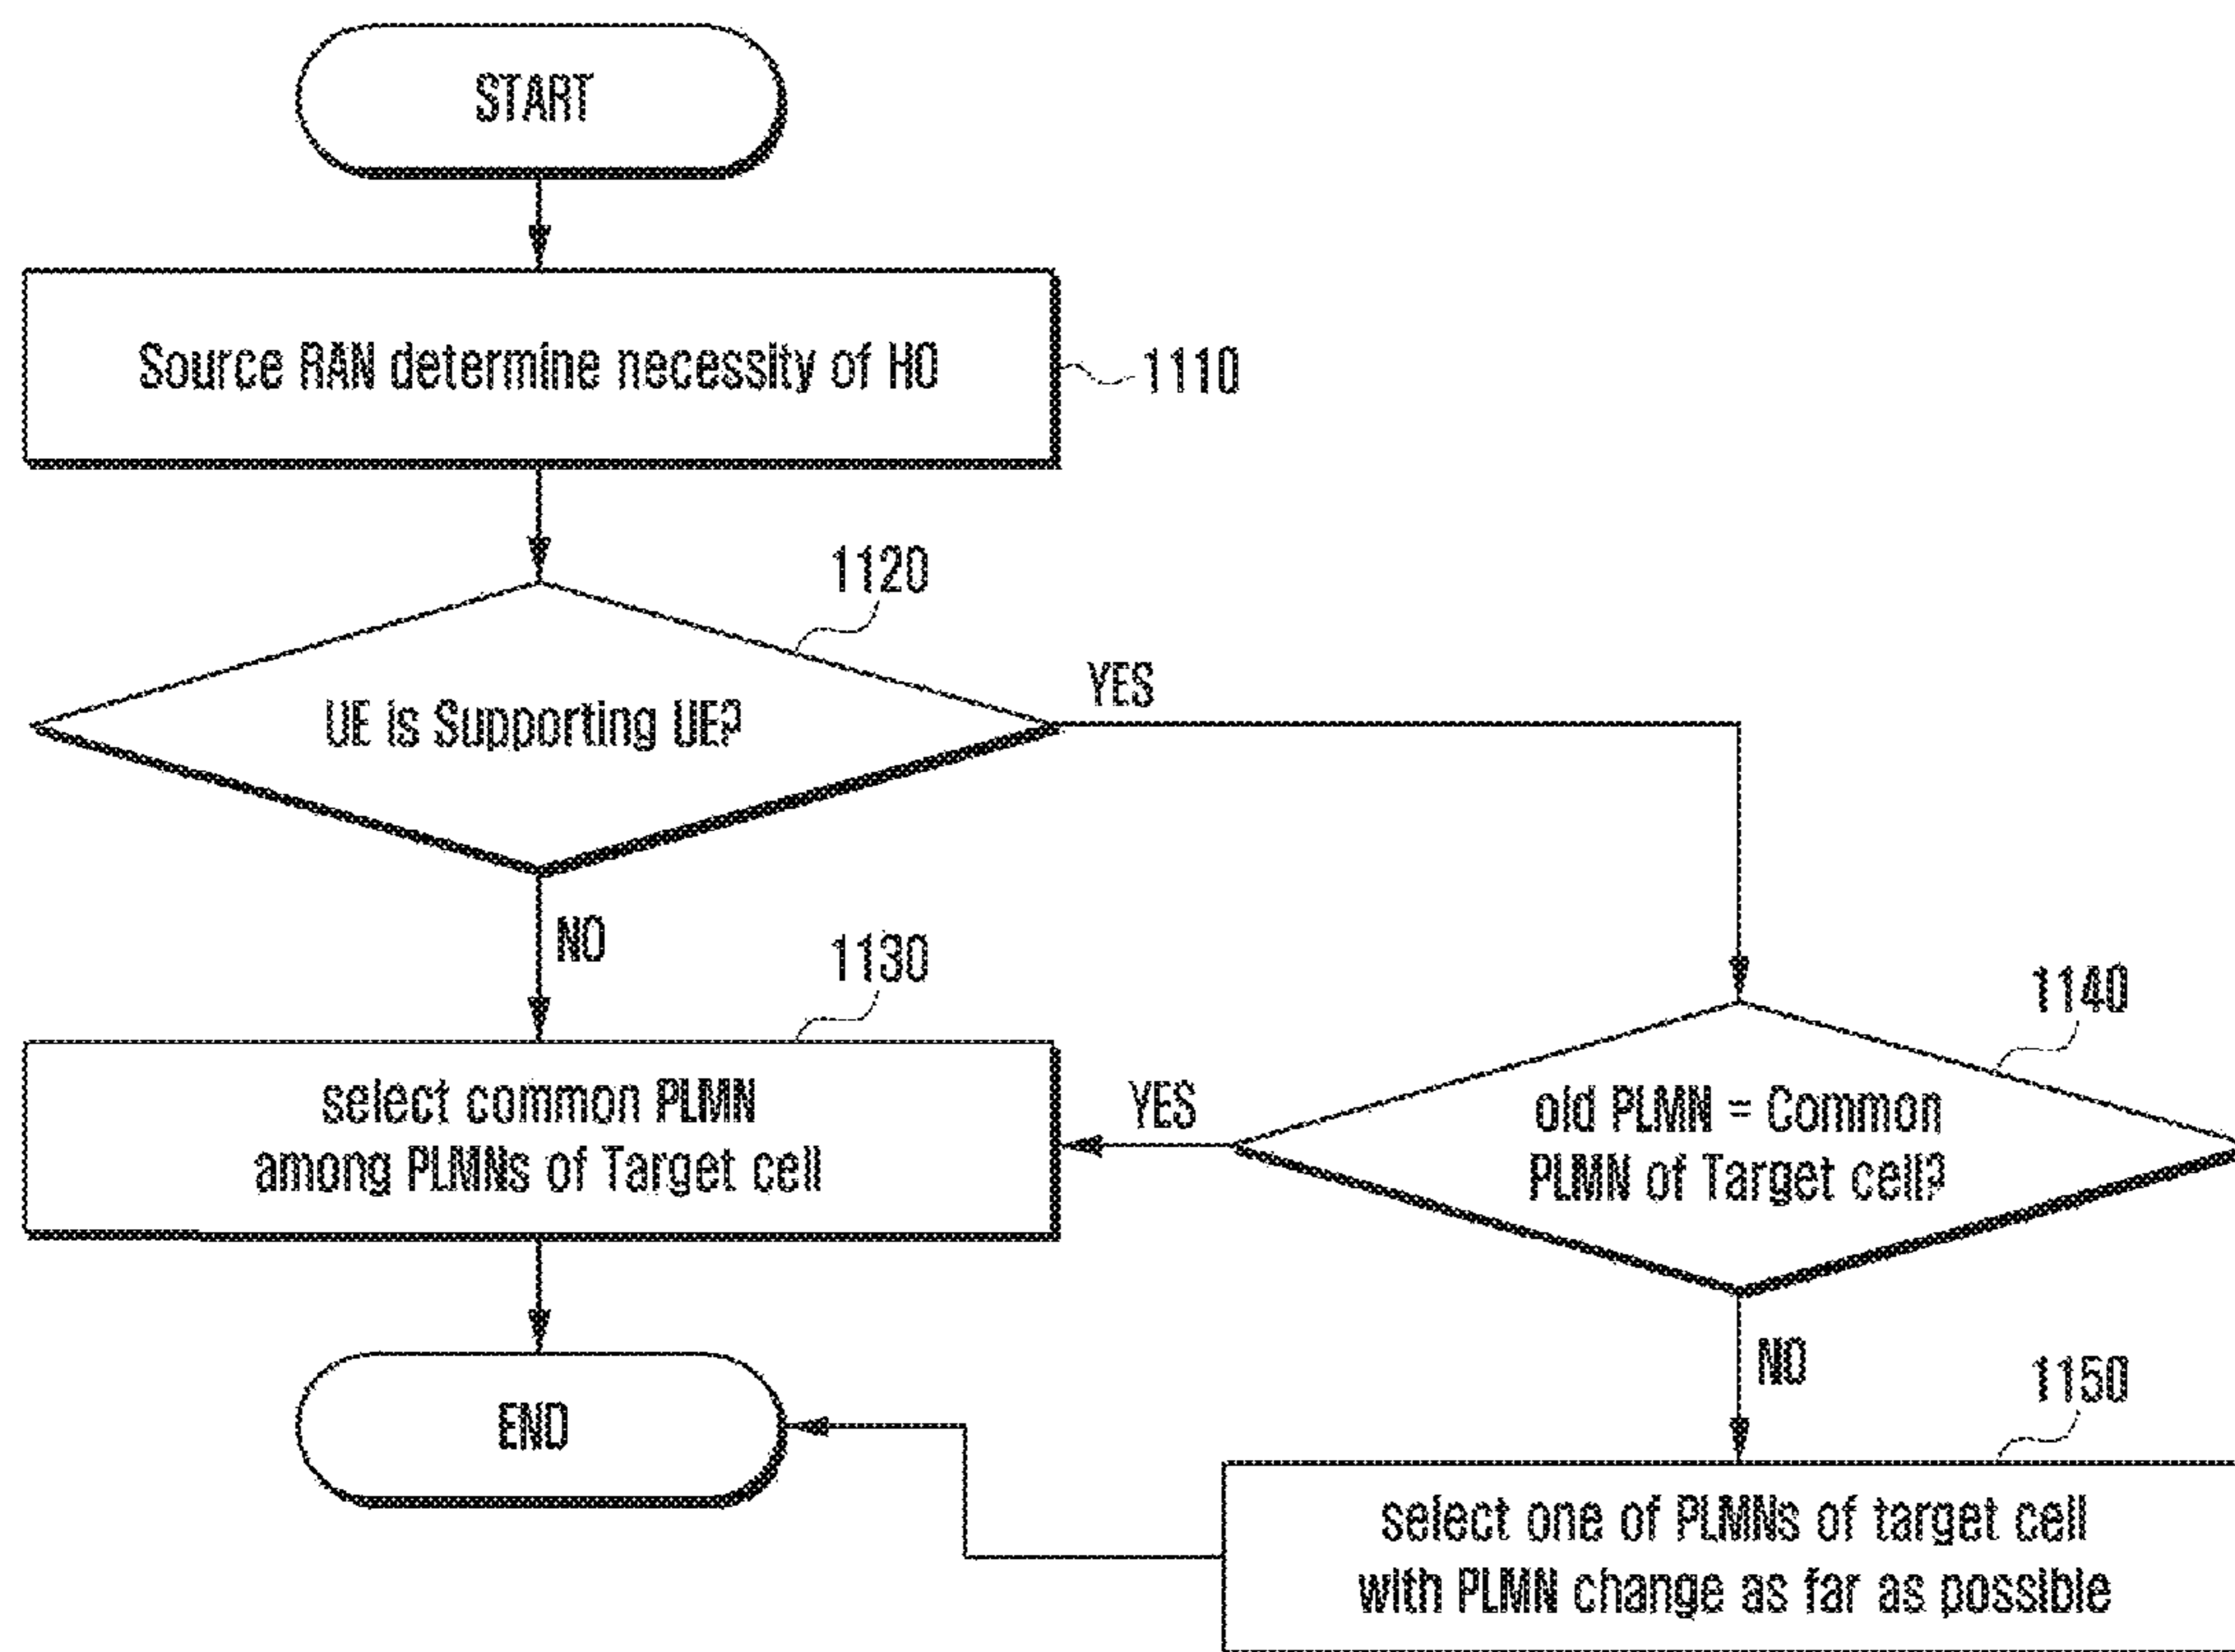 START
Source RAN determine necessity of HO
1110
1120
UE is Supporting UE?
YES
NO
1130
select common PLMN
among PLMNs of Target cell
YES
1140
old PLMN = Common
PLMN of Target cell?
NO
END
1150
select one of PLMNs of target cell
with PLMN change as far as possible